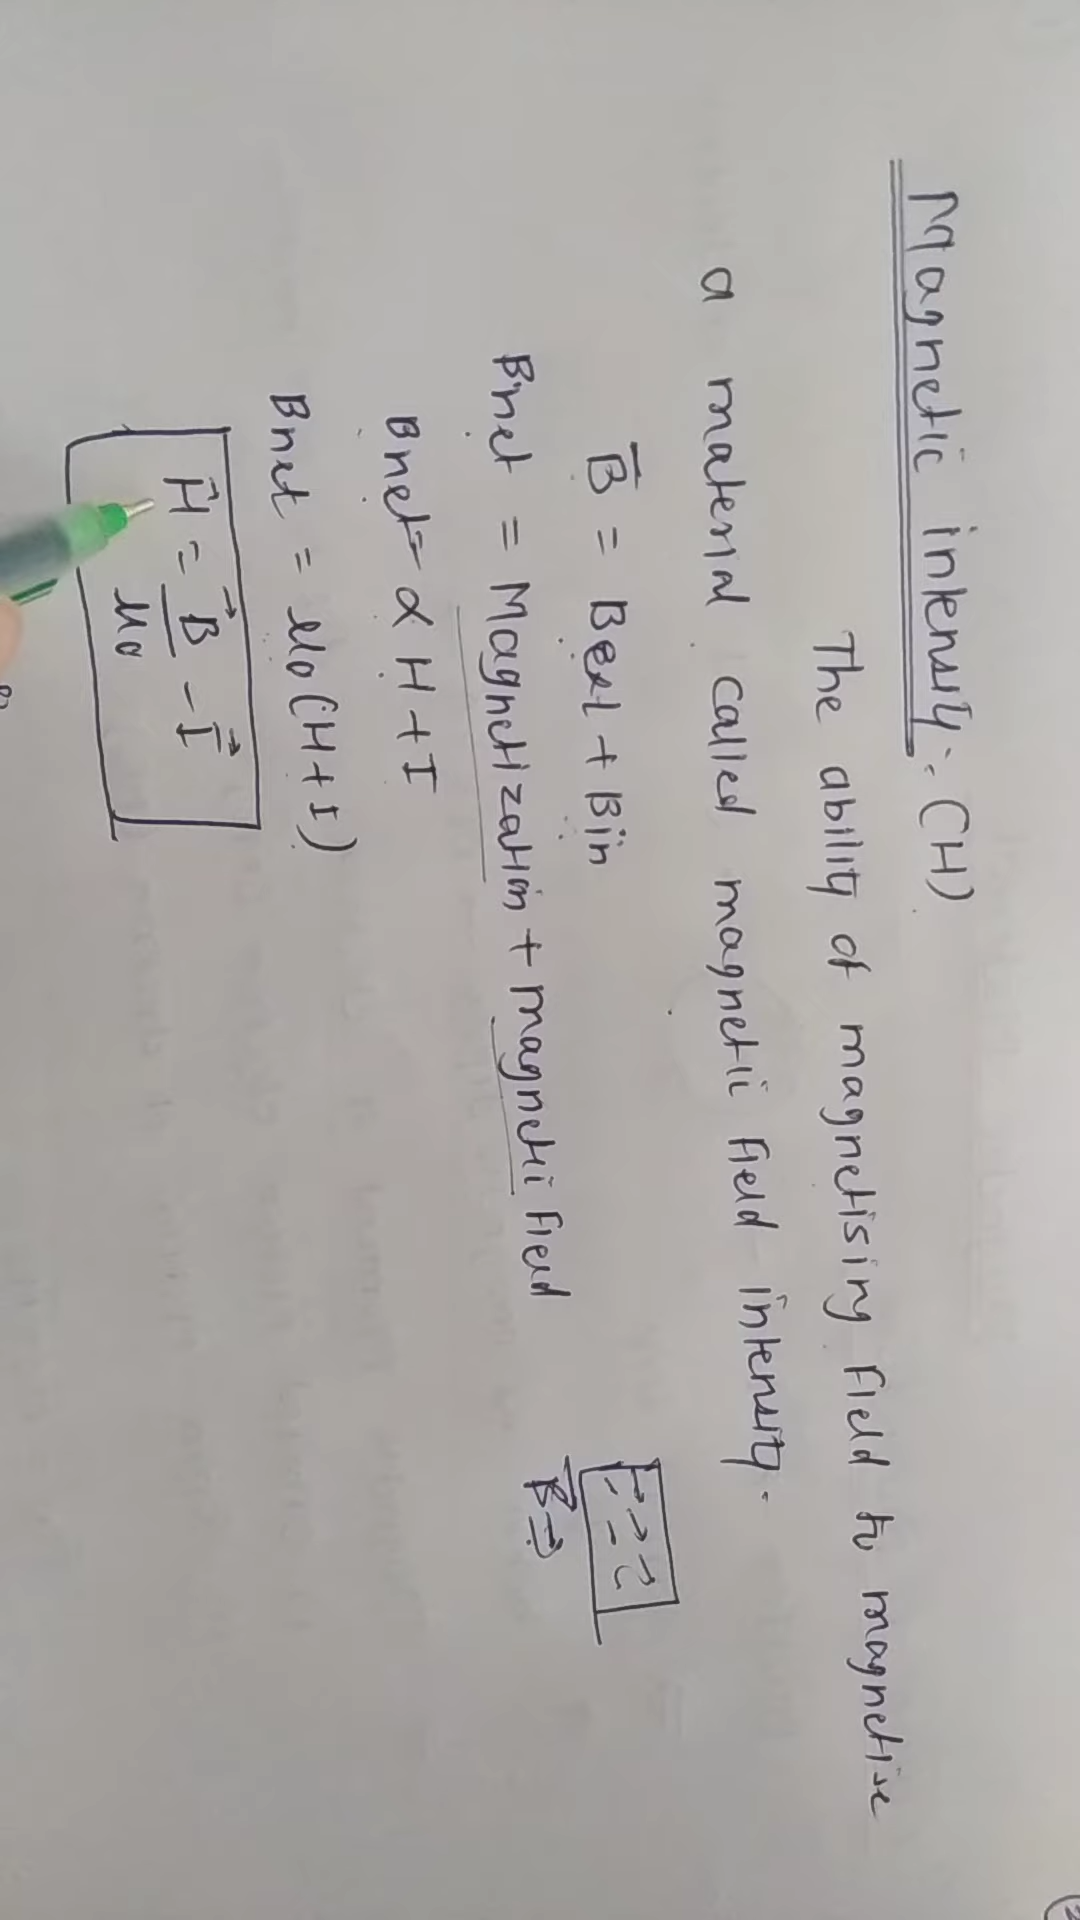 Magnetic intensity:- (H)
The ability of magnetising field to magnetise
a material called magnetic field intensity.
B̅ = Bext + Bin
Bnet = Magnetization + magnetic field
Bnet ∝ H + I
Bnet = μ0 (H + I)
H⃗ = B⃗/μ0 - I⃗
B⃗